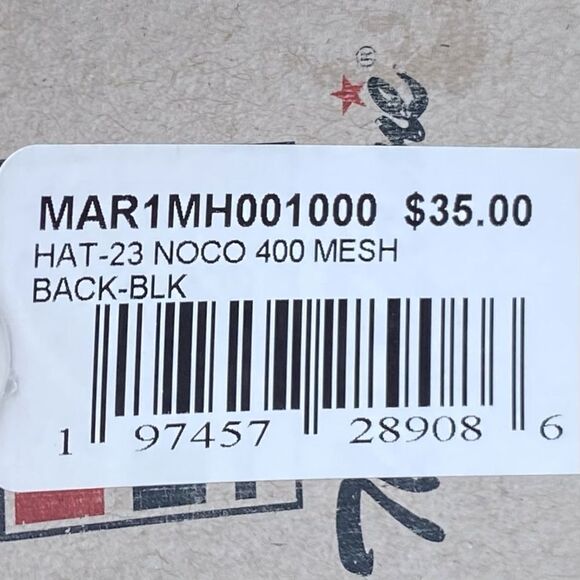 MAR1MH001000 $35.00
HAT-23 NOCO 400 MESH
BACK-BLK
1 97457 28908 6
®